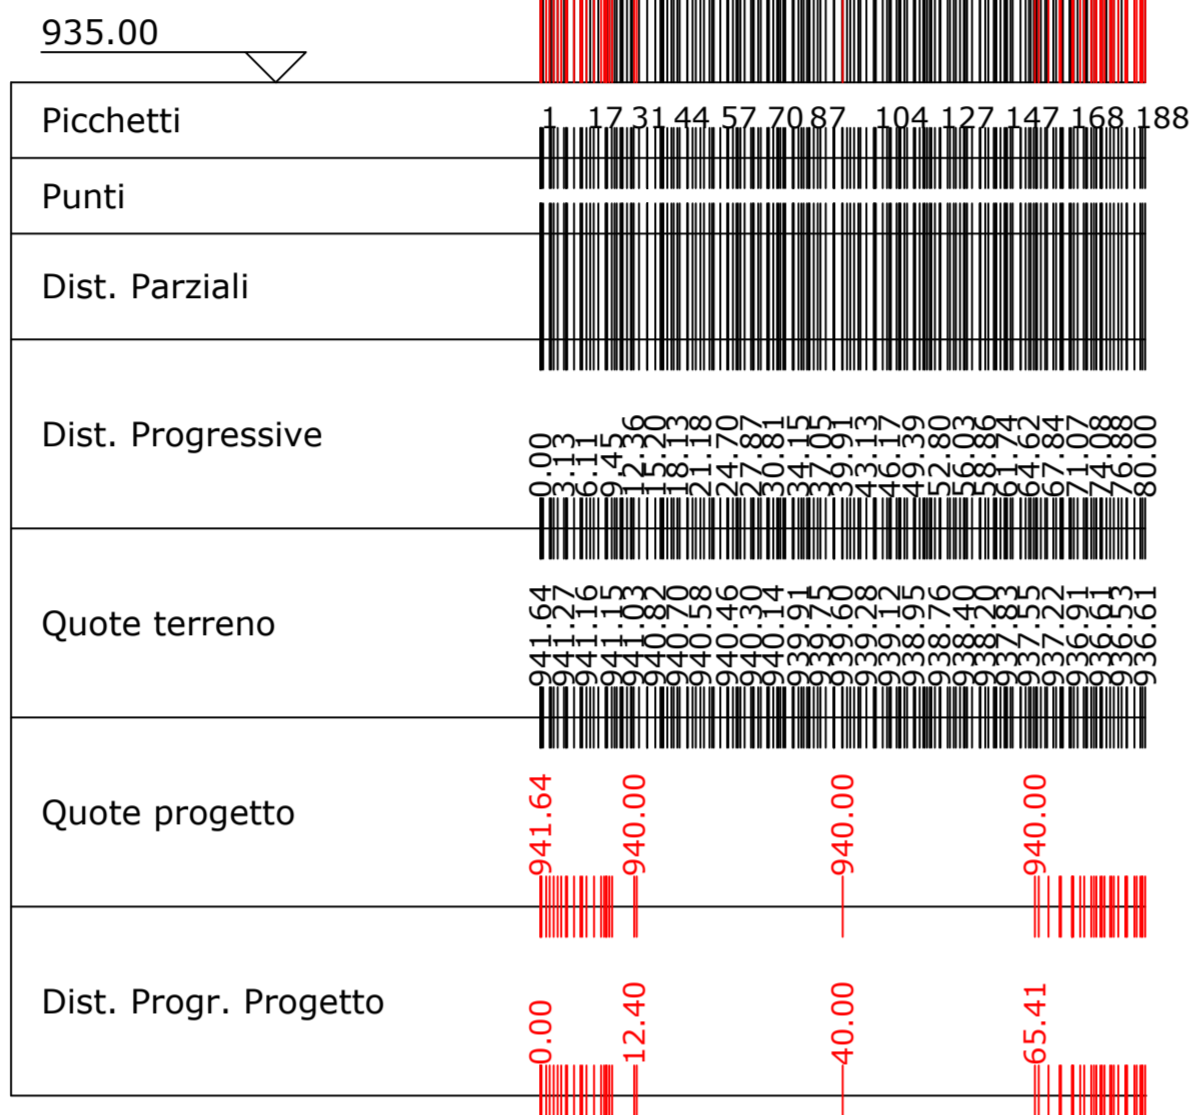 935.00
Picchetti 1 17 31 44 57 70 87 104 127 147 168 188
Punti
Dist. Parziali
Dist. Progressive 0.00 3.13 6.11 9.45 12.36 15.20 18.13 21.18 24.70 27.87 30.81 34.15 37.05 39.91 43.13 46.17 49.39 52.80 56.03 58.86 61.74 64.62 67.84 71.07 74.08 76.88 80.00
Quote terreno 941.64 941.27 941.16 941.15 941.03 940.82 940.70 940.58 940.46 940.30 940.14 939.91 939.75 939.60 939.28 939.12 938.95 938.76 938.40 938.20 937.83 937.55 937.22 936.91 936.61 936.53 936.61
Quote progetto 941.64 940.00 940.00 940.00
Dist. Progr. Progetto 0.00 12.40 40.00 65.41